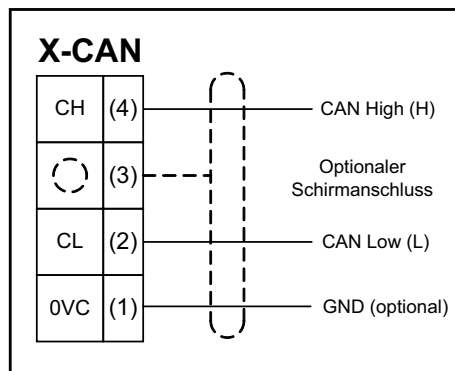 X-CAN
CH (4) CAN High (H)
(3) Optionaler
Schirmanschluss
CL (2) CAN Low (L)
0VC (1) GND (optional)